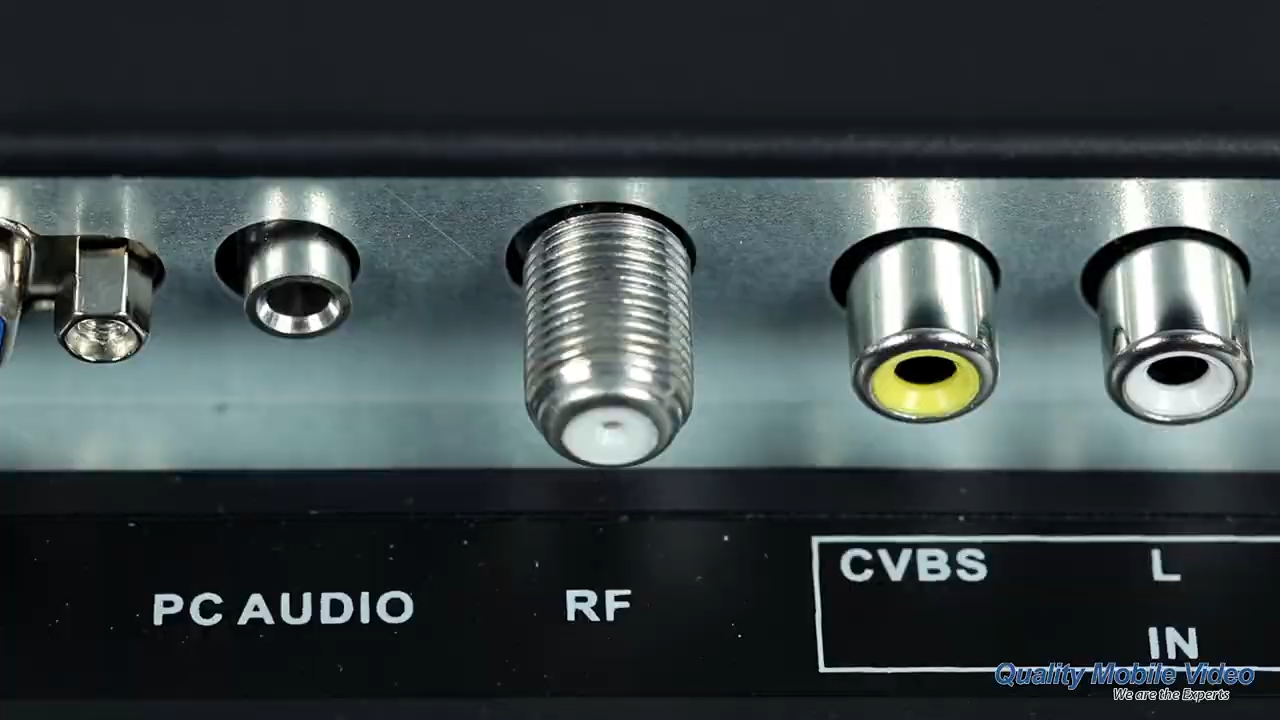 PC AUDIO
RF
CVBS
L
IN
Quality Mobile Video
We are the Experts